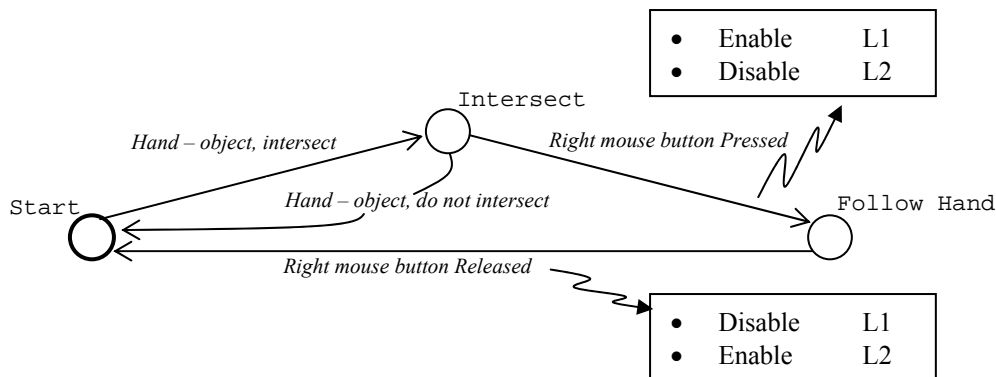 • Enable L1
• Disable L2
Intersect
Hand – object, intersect
Right mouse button Pressed
Hand – object, do not intersect
Start
Follow Hand
Right mouse button Released
• Disable L1
• Enable L2